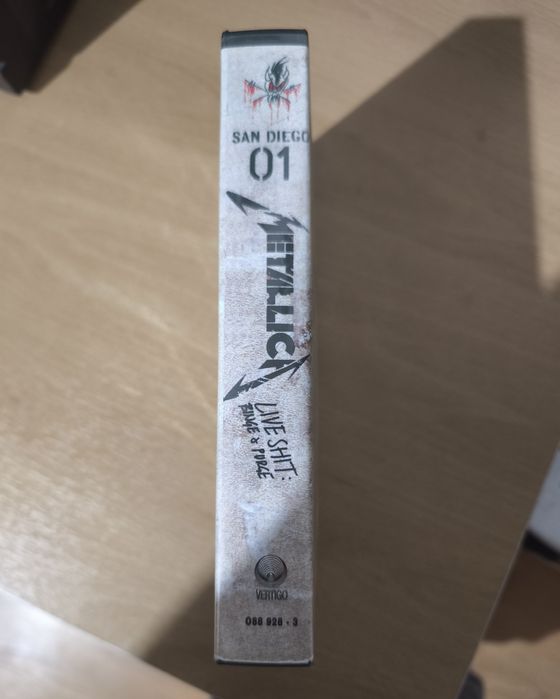 SAN DIEGO
01
METALLICA
LIVE SHIT:
BINGE & PURGE
VERTIGO
088 928 - 3